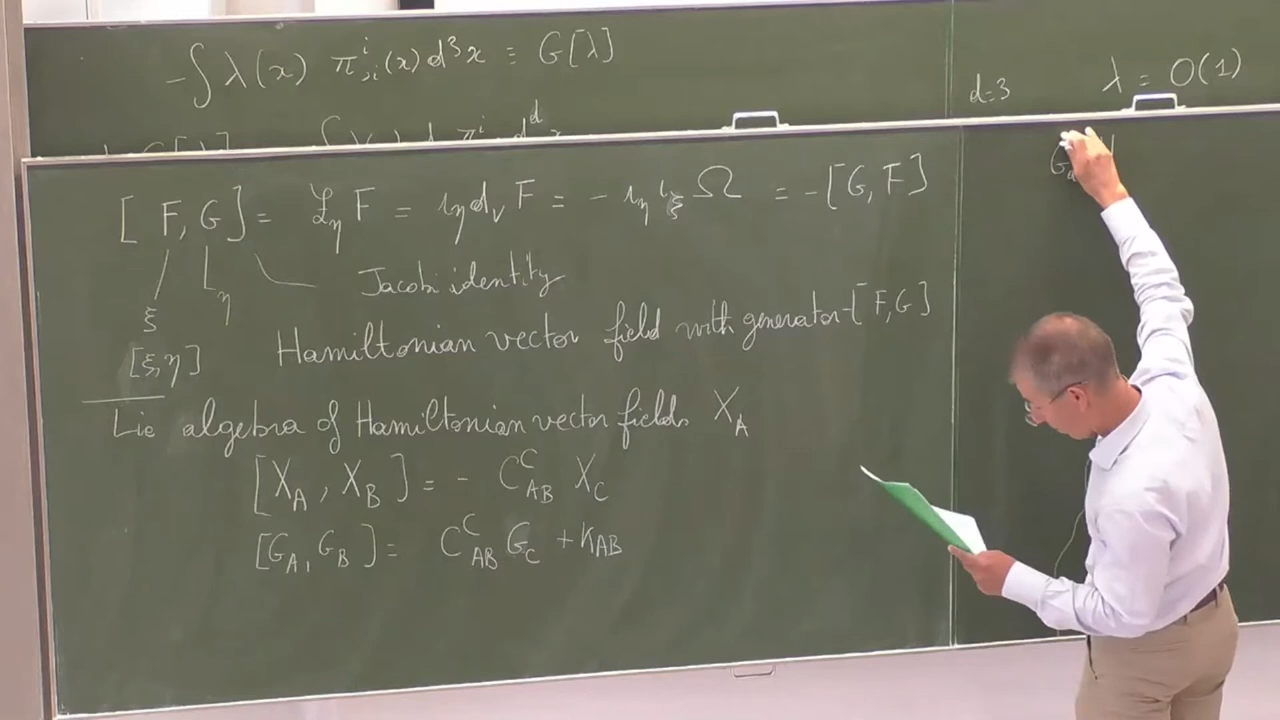 -∫λ(x) π^i_{,i}(x) d³x ≡ G[λ]
d=3
λ = O(1)
[F, G] = ℒ_η F = ι_η d_V F = - ι_η ι_ξ Ω = -[G, F]
ξ η Jacobi identity
[ξ,η] Hamiltonian vector field with generator -[F,G]
Lie algebra of Hamiltonian vector fields X_A
[X_A, X_B] = - C^C_{AB} X_C
[G_A, G_B] = C^C_{AB} G_C + K_{AB}